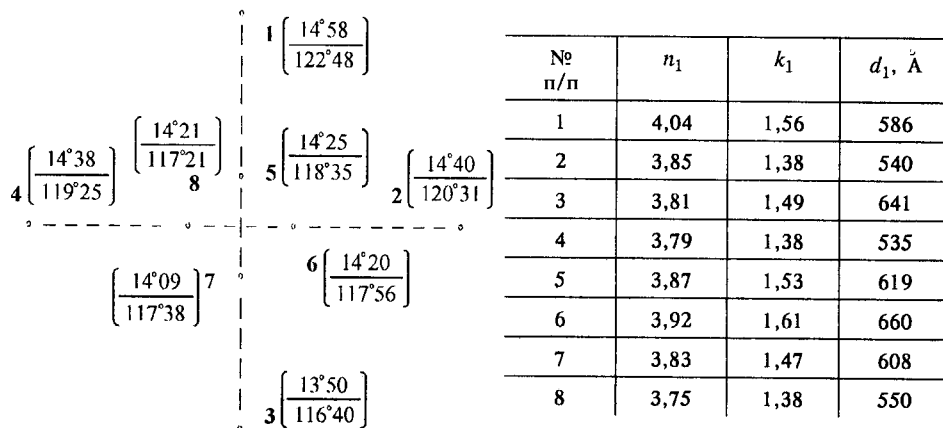 1 (14°58 / 122°48)
8 (14°21 / 117°21)
5 (14°25 / 118°35)
4 (14°38 / 119°25)
2 (14°40 / 120°31)
(14°09 / 117°38) 7
6 (14°20 / 117°56)
3 (13°50 / 116°40)
№ п/п n₁ k₁ d₁, Å
1 4,04 1,56 586
2 3,85 1,38 540
3 3,81 1,49 641
4 3,79 1,38 535
5 3,87 1,53 619
6 3,92 1,61 660
7 3,83 1,47 608
8 3,75 1,38 550